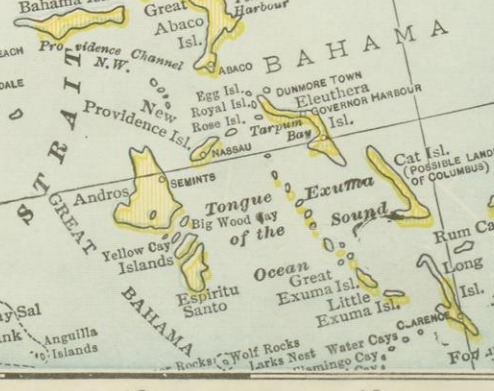 Bahama Isl.
Great
Abaco
Isl.
Harbour
Providence Channel
N.W.
ABACO
BAHAMA
Egg Isl.
DUNMORE TOWN
Royal Isl.
Eleuthera
GOVERNOR HARBOUR
Rose Isl.
Tarpum
Bay
Isl.
New
Providence Isl.
NASSAU
STRAIT
Cat Isl.
(POSSIBLE LAND
OF COLUMBUS)
Andros
SEMINTS
Tongue
of the
Ocean
Exuma
Sound
Big Wood Cay
GREAT
BAHAMA
Rum Ca
Yellow Cay
Islands
Long
Isl.
Great
Exuma Isl.
Little
Exuma Isl.
Espiritu
Santo
CLARENCE
Anguilla
Islands
Wolf Rocks
Water Cays
Larks Nest
Flamingo Cay
Rocks
y Sal
nk
EACH
DALE